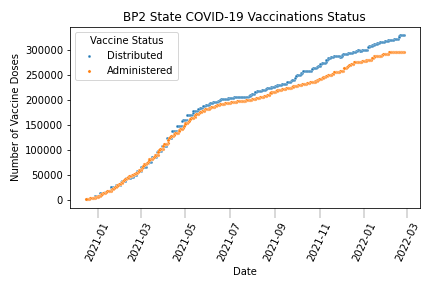 BP2 State COVID-19 Vaccinations Status
Number of Vaccine Doses
300000
250000
200000
150000
100000
50000
0
Vaccine Status
Distributed
Administered
2021-01
2021-03
2021-05
2021-07
2021-09
2021-11
2022-01
2022-03
Date